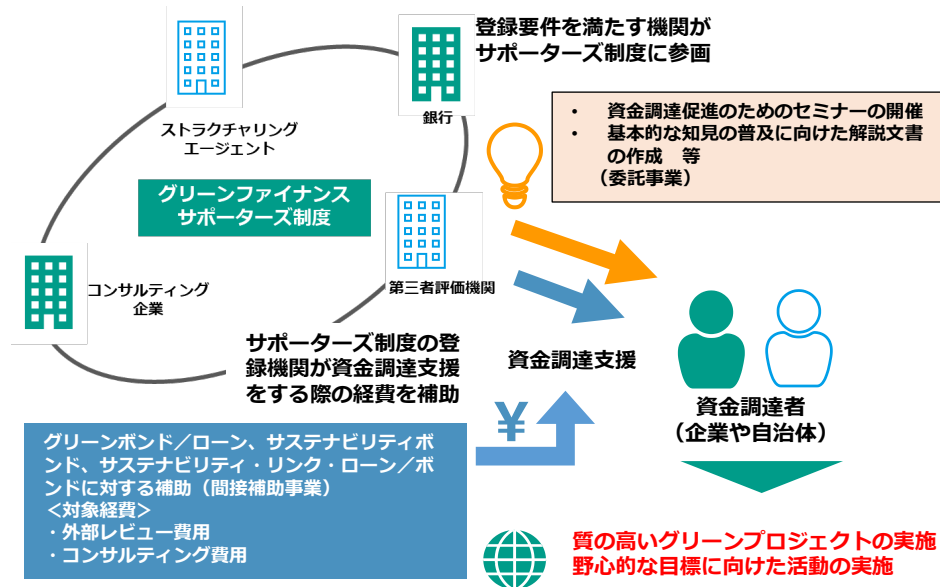 登録要件を満たす機関が
サポーターズ制度に参画
ストラクチャリング
エージェント
銀行
・ 資金調達促進のためのセミナーの開催
・ 基本的な知見の普及に向けた解説文書
の作成　等
（委託事業）
グリーンファイナンス
サポーターズ制度
第三者評価機関
コンサルティング
企業
サポーターズ制度の登
録機関が資金調達支援
をする際の経費を補助
資金調達支援
資金調達者
（企業や自治体）
¥
グリーンボンド／ローン、サステナビリティボ
ンド、サステナビリティ・リンク・ローン／ボ
ンドに対する補助（間接補助事業）
＜対象経費＞
・外部レビュー費用
・コンサルティング費用
質の高いグリーンプロジェクトの実施
野心的な目標に向けた活動の実施